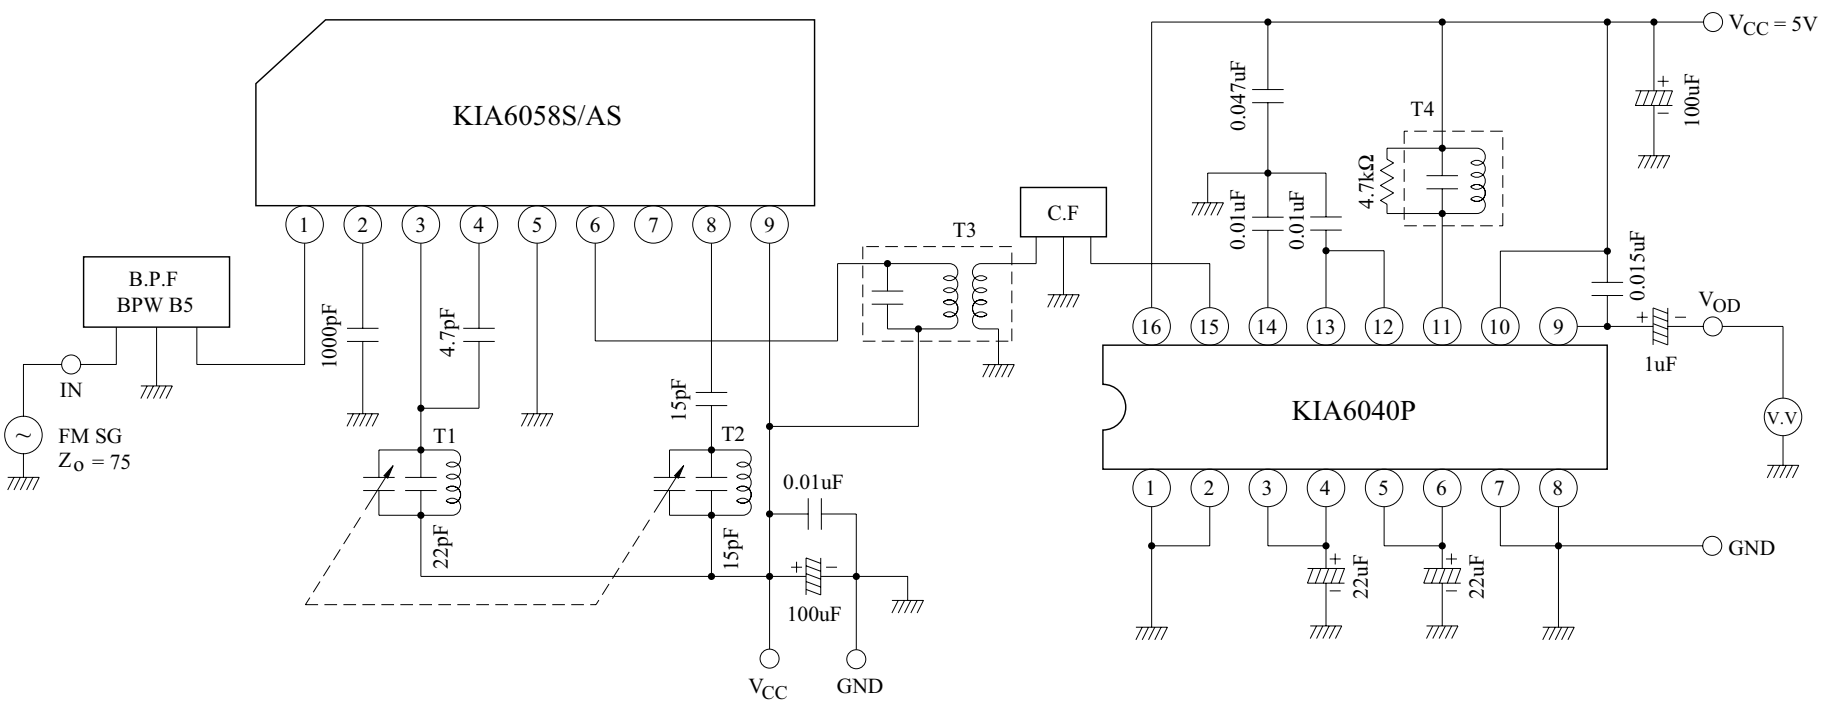 KIA6058S/AS
1 2 3 4 5 6 7 8 9
B.P.F
BPW B5
IN
FM SG
Zo = 75
1000pF
4.7pF
T1
22pF
15pF
T2
15pF
0.01uF
+ −
100uF
VCC
GND
T3
C.F
VCC = 5V
0.047uF
0.01uF
0.01uF
T4
4.7kΩ
+
−
100uF
0.015uF
VOD
+ −
1uF
V.V
16 15 14 13 12 11 10 9
KIA6040P
1 2 3 4 5 6 7 8
+
−
22uF
+
−
22uF
GND